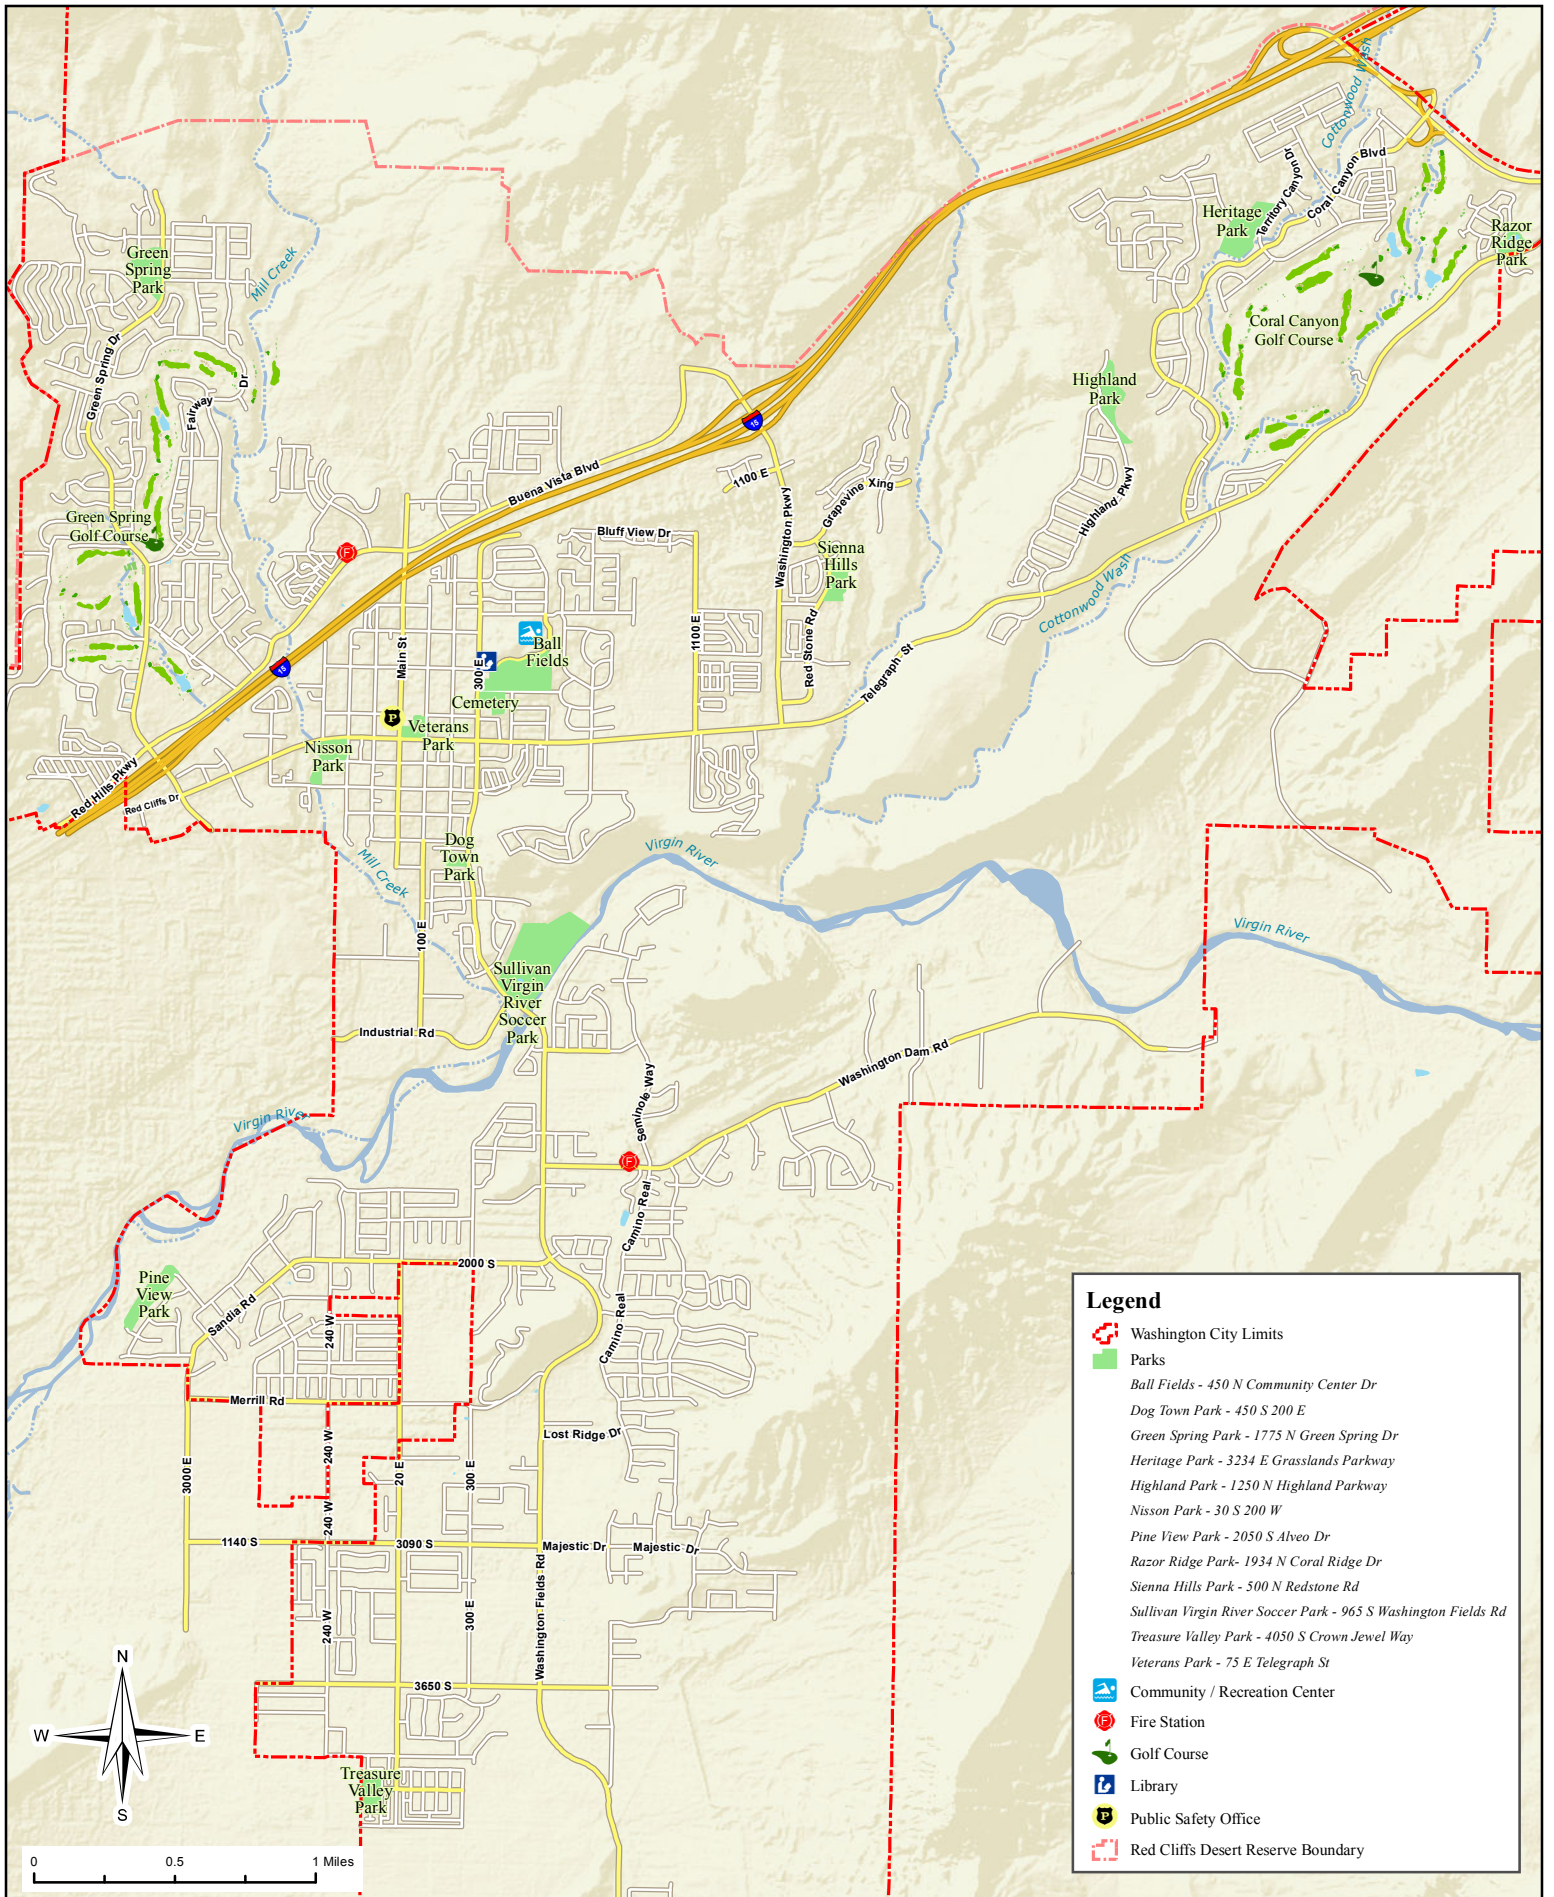 Cottonwood Wash
Territory Canyon Dr
Coral Canyon Blvd
Heritage
Park
Razor
Ridge
Park
Green
Spring
Park
Mill Creek
Coral Canyon
Golf Course
Green Spring Dr
Fairway
Dr
Highland
Park
15
Buena Vista Blvd
1100 E
Grapevine Xing
Highland Pkwy
Washington Pkwy
Green Spring
Golf Course
F
Bluff View Dr
Sienna
Hills
Park
Cottonwood Wash
Main St
300 E
Ball
Fields
1100 E
Red Stone Rd
Telegraph St
15
Cemetery
P
Veterans
Park
Nisson
Park
Red Hills Pkwy
Red Cliffs Dr
Dog
Town
Park
Virgin River
Mill Creek
100 E
Virgin River
Sullivan
Virgin
River
Soccer
Park
Industrial Rd
Washington Dam Rd
Seminole Way
Virgin Rive
F
Camino Real
2000 S
Pine
View
Park
Sandia Rd
240 W
Camino Real
Merrill Rd
Lost Ridge Dr
240 W
3000 E
20 E
300 E
240 W
1140 S
3090 S
Majestic Dr
Majestic Dr
Washington Fields Rd
300 E
240 W
3650 S
Treasure
Valley
Park
N
W
E
S
0
0.5
1 Miles
Legend
Washington City Limits
Parks
Ball Fields - 450 N Community Center Dr
Dog Town Park - 450 S 200 E
Green Spring Park - 1775 N Green Spring Dr
Heritage Park - 3234 E Grasslands Parkway
Highland Park - 1250 N Highland Parkway
Nisson Park - 30 S 200 W
Pine View Park - 2050 S Alveo Dr
Razor Ridge Park- 1934 N Coral Ridge Dr
Sienna Hills Park - 500 N Redstone Rd
Sullivan Virgin River Soccer Park - 965 S Washington Fields Rd
Treasure Valley Park - 4050 S Crown Jewel Way
Veterans Park - 75 E Telegraph St
Community / Recreation Center
F
Fire Station
Golf Course
Library
P
Public Safety Office
Red Cliffs Desert Reserve Boundary